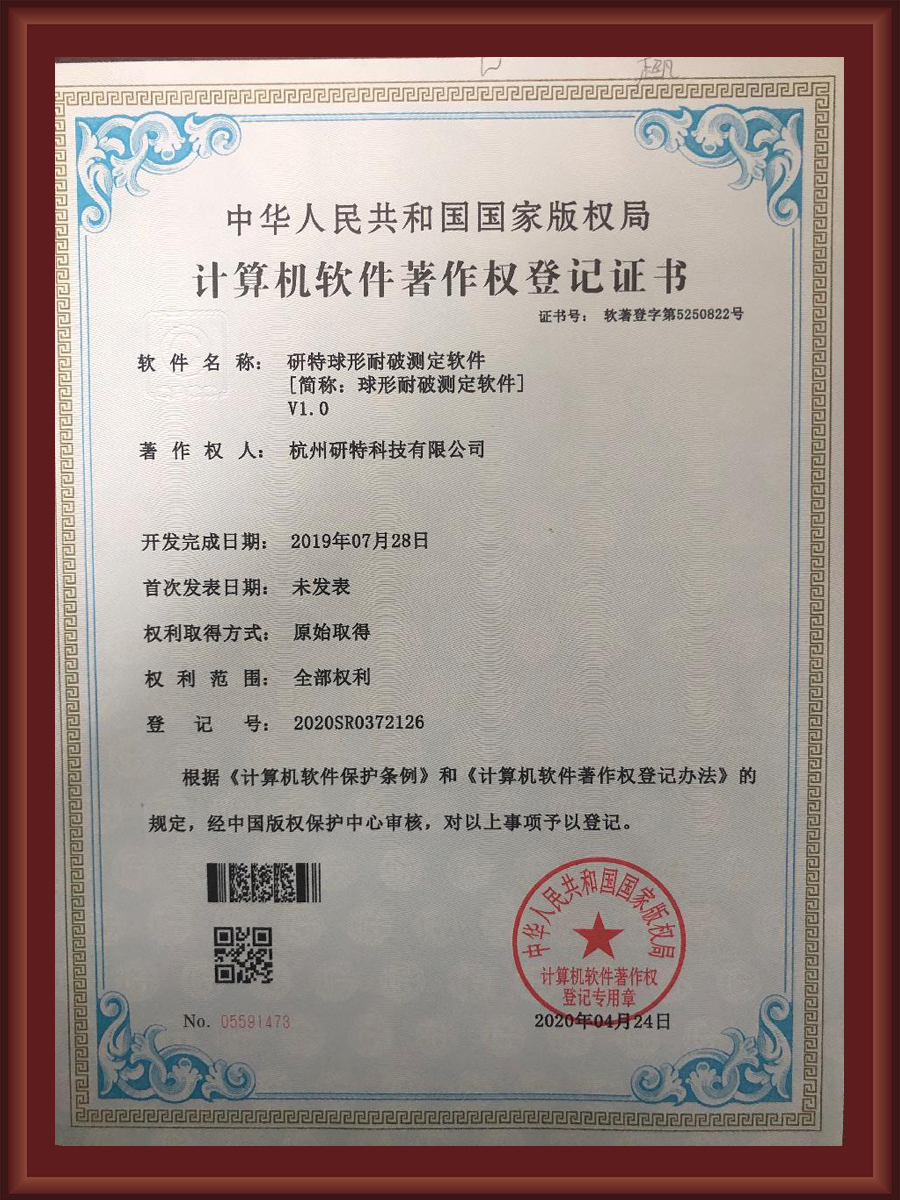 中华人民共和国国家版权局
计算机软件著作权登记证书
证书号： 软著登字第5250822号
软件名称： 研特球形耐破测定软件
[简称：球形耐破测定软件]
V1.0
著作权人： 杭州研特科技有限公司
开发完成日期： 2019年07月28日
首次发表日期： 未发表
权利取得方式： 原始取得
权利范围： 全部权利
登记号： 2020SR0372126
根据《计算机软件保护条例》和《计算机软件著作权登记办法》的
规定，经中国版权保护中心审核，对以上事项予以登记。
中华人民共和国国家版权局
计算机软件著作权
登记专用章
No. 05591473
2020年04月24日